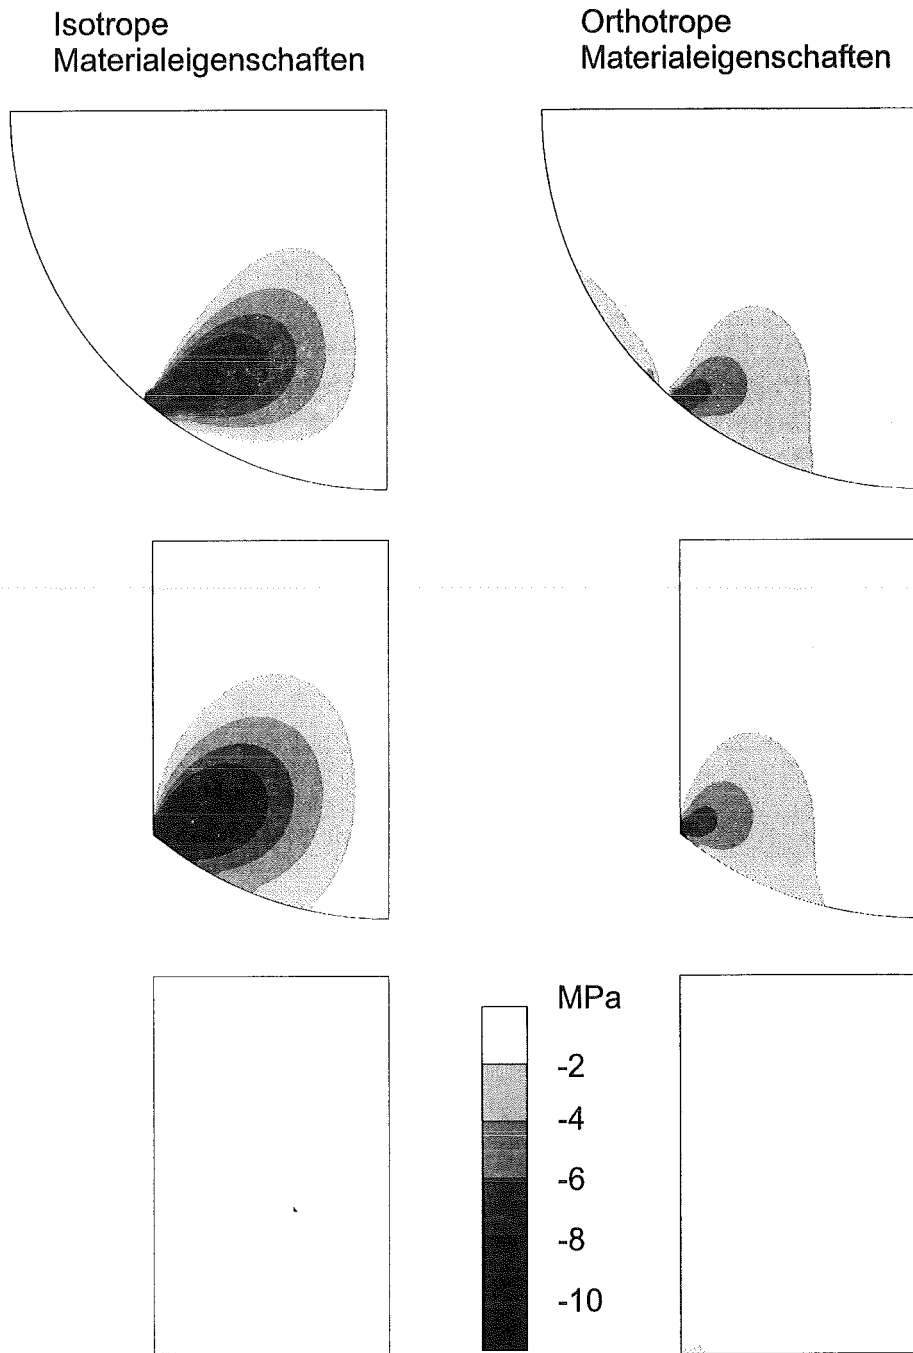 Isotrope
Materialeigenschaften
Orthotrope
Materialeigenschaften
MPa
-2
-4
-6
-8
-10